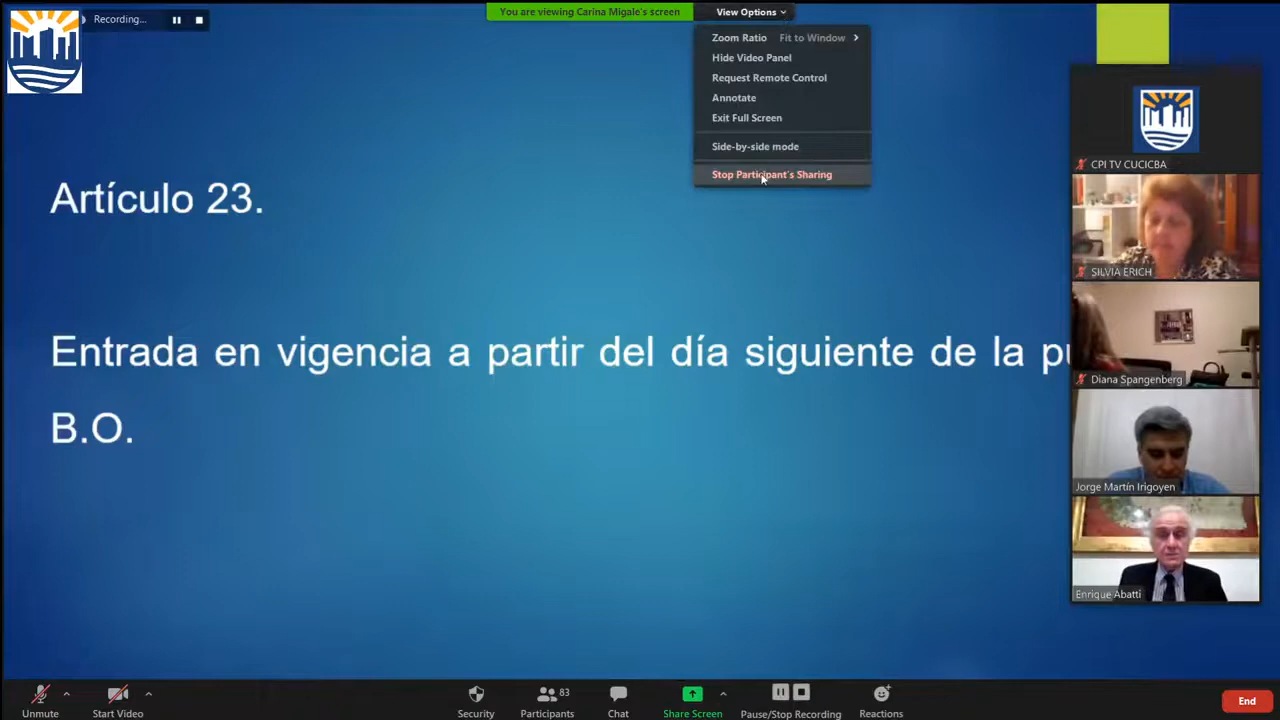 Recording...
You are viewing Carina Migale's screen
View Options
Zoom Ratio Fit to Window
Hide Video Panel
Request Remote Control
Annotate
Exit Full Screen
Side-by-side mode
Stop Participant's Sharing
Artículo 23.
Entrada en vigencia a partir del día siguiente de la
B.O.
CPI TV CUCICBA
SILVIA ERICH
Diana Spangenberg
Jorge Martín Irigoyen
Enrique Abatti
Unmute
Start Video
Security
83
Participants
Chat
Share Screen
Pause/Stop Recording
Reactions
End